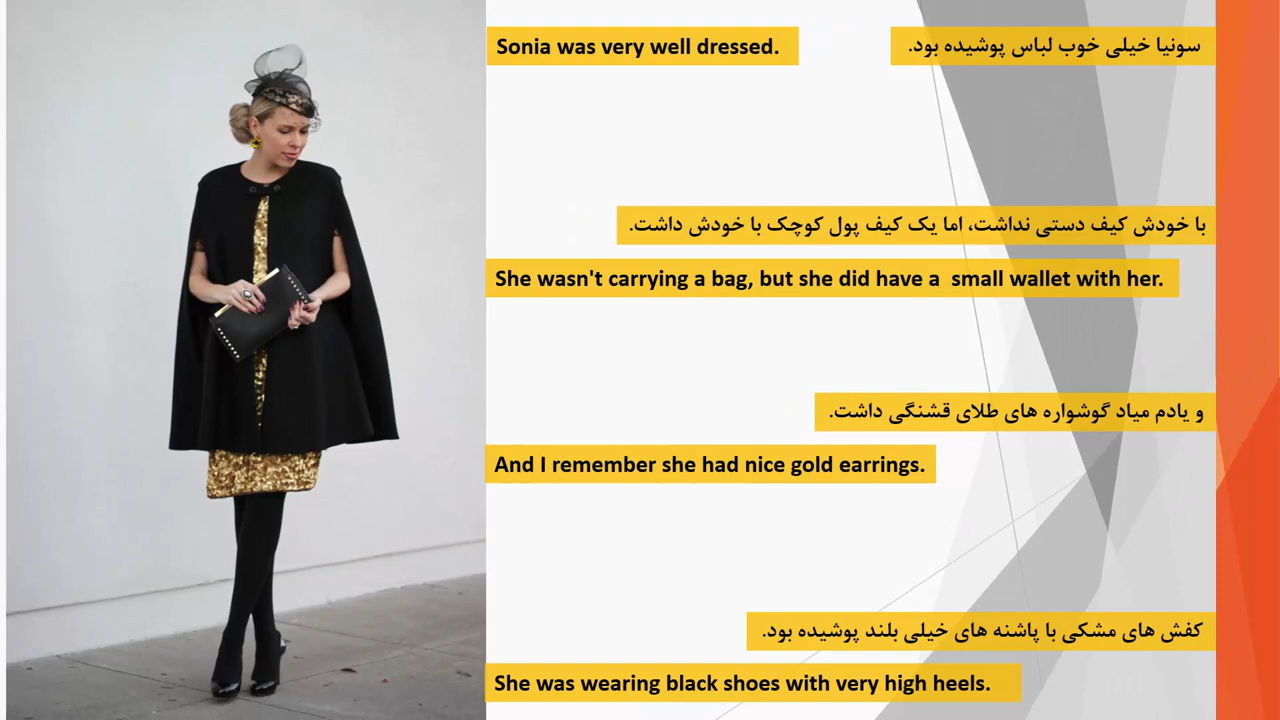 Sonia was very well dressed.
سونیا خیلی خوب لباس پوشیده بود.
با خودش کیف دستی نداشت، اما یک کیف پول کوچک با خودش داشت.
She wasn't carrying a bag, but she did have a  small wallet with her.
و یادم میاد گوشواره های طلای قشنگی داشت.
And I remember she had nice gold earrings.
کفش های مشکی با پاشنه های خیلی بلند پوشیده بود.
She was wearing black shoes with very high heels.